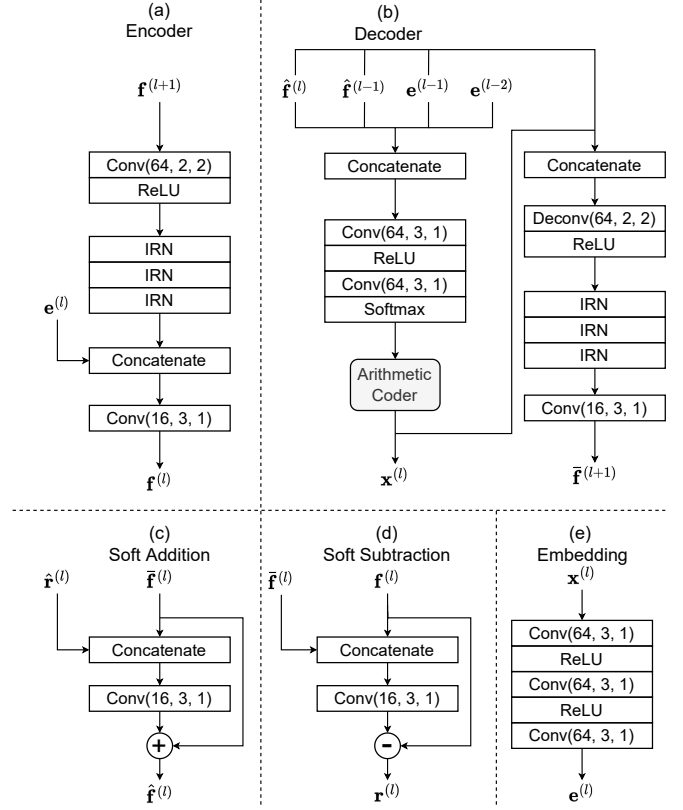 (a)
Encoder
𝐟⁽ˡ⁺¹⁾
Conv(64, 2, 2)
ReLU
IRN
IRN
IRN
𝐞⁽ˡ⁾
Concatenate
Conv(16, 3, 1)
𝐟⁽ˡ⁾
(b)
Decoder
𝐟̂⁽ˡ⁾ 𝐟̂⁽ˡ⁻¹⁾ 𝐞⁽ˡ⁻¹⁾ 𝐞⁽ˡ⁻²⁾
Concatenate
Conv(64, 3, 1)
ReLU
Conv(64, 3, 1)
Softmax
Arithmetic
Coder
𝐱⁽ˡ⁾
Concatenate
Deconv(64, 2, 2)
ReLU
IRN
IRN
IRN
Conv(16, 3, 1)
𝐟̄⁽ˡ⁺¹⁾
(c)
Soft Addition
𝐫̂⁽ˡ⁾ 𝐟̄⁽ˡ⁾
Concatenate
Conv(16, 3, 1)
+
𝐟̂⁽ˡ⁾
(d)
Soft Subtraction
𝐟̄⁽ˡ⁾ 𝐟⁽ˡ⁾
Concatenate
Conv(16, 3, 1)
-
𝐫⁽ˡ⁾
(e)
Embedding
𝐱⁽ˡ⁾
Conv(64, 3, 1)
ReLU
Conv(64, 3, 1)
ReLU
Conv(64, 3, 1)
𝐞⁽ˡ⁾